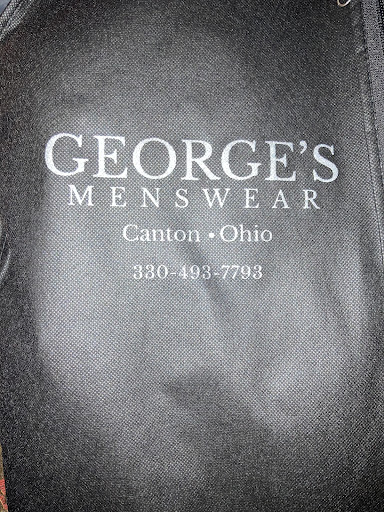 GEORGE'S
MENSWEAR
Canton • Ohio
330-493-7793